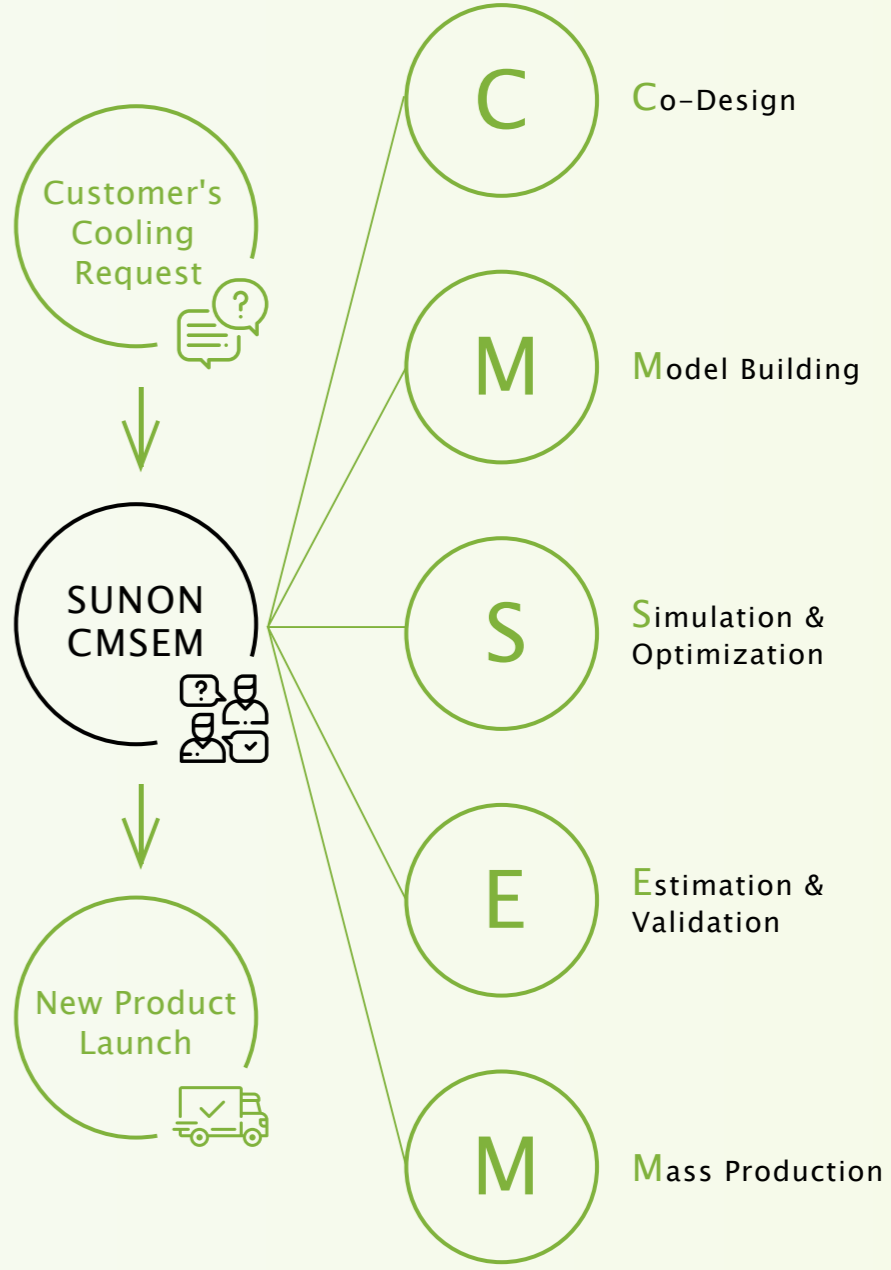 Customer's
Cooling
Request
?
SUNON
CMSEM
?
New Product
Launch
C
Co-Design
M
Model Building
S
Simulation &
Optimization
E
Estimation &
Validation
M
Mass Production